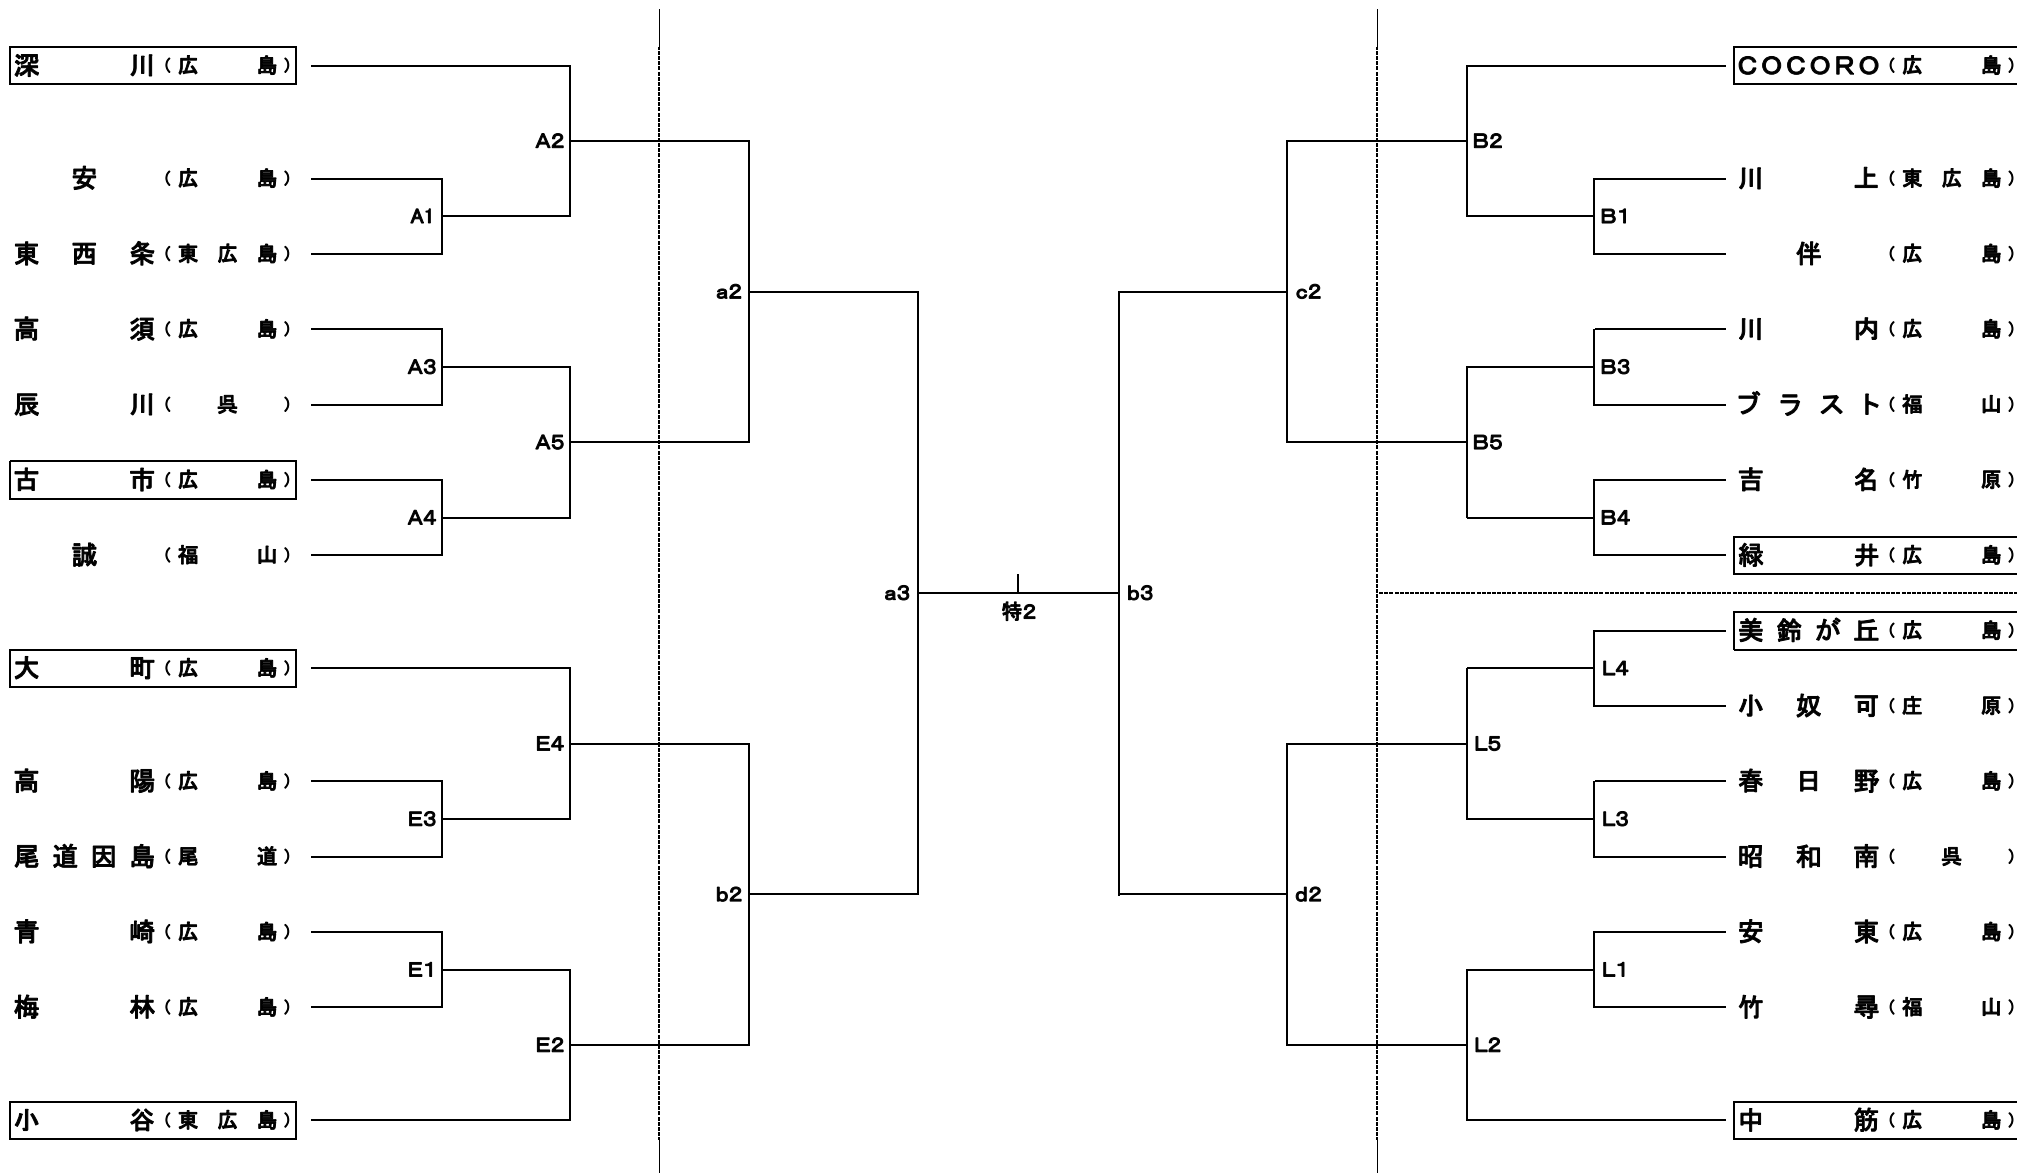 深川（広島）
A2
安（広島）
A1
東西条（東広島）
a2
高須（広島）
A3
辰川（呉）
A5
古市（広島）
A4
誠（福山）
a3
大町（広島）
E4
高陽（広島）
E3
尾道因島（尾道）
b2
青崎（広島）
E1
梅林（広島）
E2
小谷（東広島）
特2
COCORO（広島）
B2
川上（東広島）
B1
伴（広島）
c2
川内（広島）
B3
ブラスト（福山）
B5
吉名（竹原）
B4
緑井（広島）
b3
美鈴が丘（広島）
L4
小奴可（庄原）
L5
春日野（広島）
L3
昭和南（呉）
d2
安東（広島）
L1
竹尋（福山）
L2
中筋（広島）